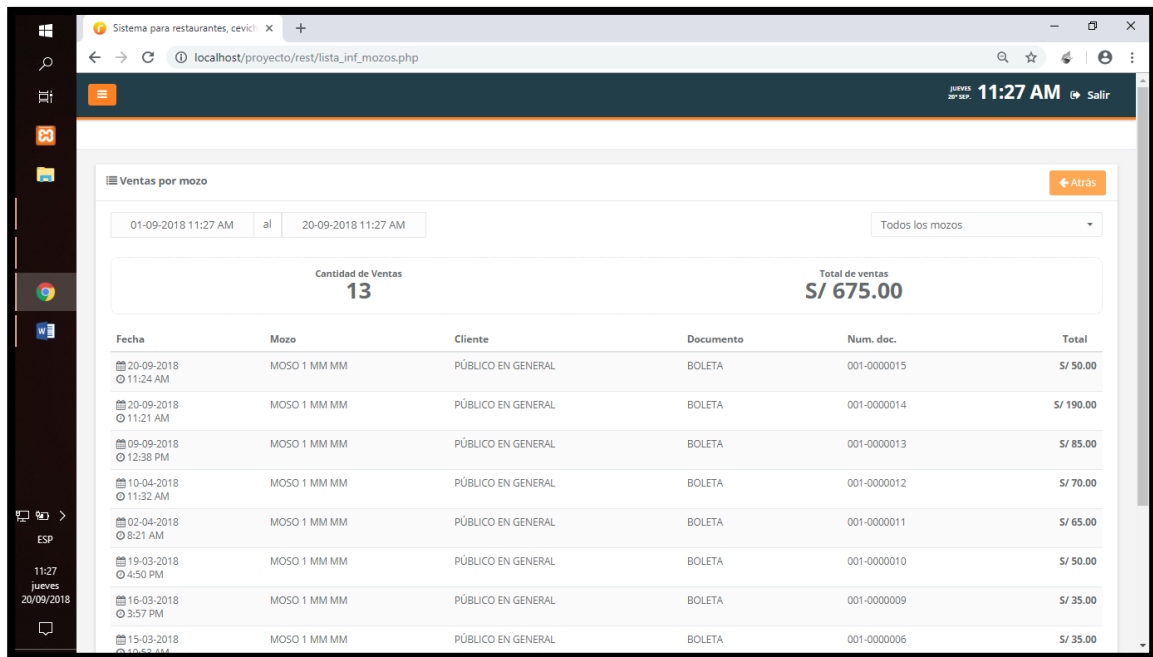 Sistema para restaurantes, cevich
localhost/proyecto/rest/lista_inf_mozos.php
JUEVES
20º SEP.
11:27 AM Salir
Ventas por mozo
Atrás
01-09-2018 11:27 AM al 20-09-2018 11:27 AM
Todos los mozos
Cantidad de Ventas
13
Total de ventas
S/ 675.00
Fecha Mozo Cliente Documento Num. doc. Total
20-09-2018 MOSO 1 MM MM PÚBLICO EN GENERAL BOLETA 001-0000015 S/ 50.00
11:24 AM
20-09-2018 MOSO 1 MM MM PÚBLICO EN GENERAL BOLETA 001-0000014 S/ 190.00
11:21 AM
09-09-2018 MOSO 1 MM MM PÚBLICO EN GENERAL BOLETA 001-0000013 S/ 85.00
12:38 PM
10-04-2018 MOSO 1 MM MM PÚBLICO EN GENERAL BOLETA 001-0000012 S/ 70.00
11:32 AM
02-04-2018 MOSO 1 MM MM PÚBLICO EN GENERAL BOLETA 001-0000011 S/ 65.00
8:21 AM
19-03-2018 MOSO 1 MM MM PÚBLICO EN GENERAL BOLETA 001-0000010 S/ 50.00
4:50 PM
16-03-2018 MOSO 1 MM MM PÚBLICO EN GENERAL BOLETA 001-0000009 S/ 35.00
3:57 PM
15-03-2018 MOSO 1 MM MM PÚBLICO EN GENERAL BOLETA 001-0000006 S/ 35.00
10:53 AM
ESP
11:27
jueves
20/09/2018